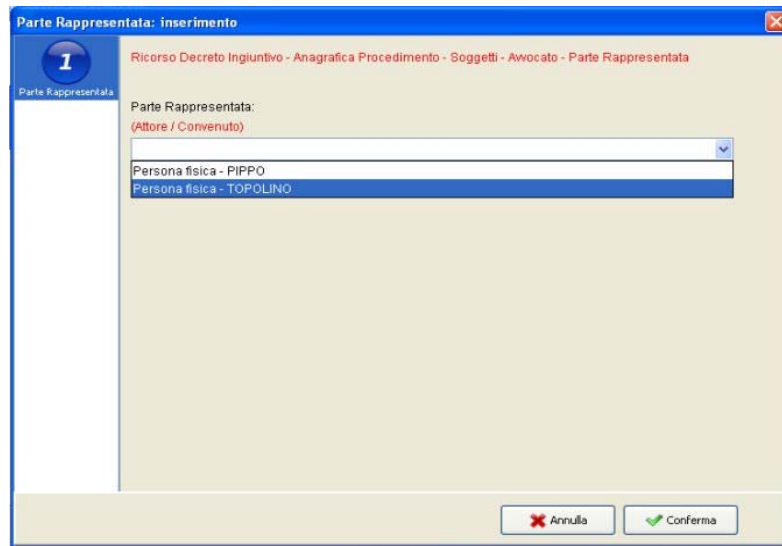 Parte Rappresentata: inserimento
1
Parte Rappresentata
Ricorso Decreto Ingiuntivo - Anagrafica Procedimento - Soggetti - Avvocato - Parte Rappresentata
Parte Rappresentata:
(Attore / Convenuto)
Persona fisica - PIPPO
Persona fisica - TOPOLINO
Annulla
Conferma